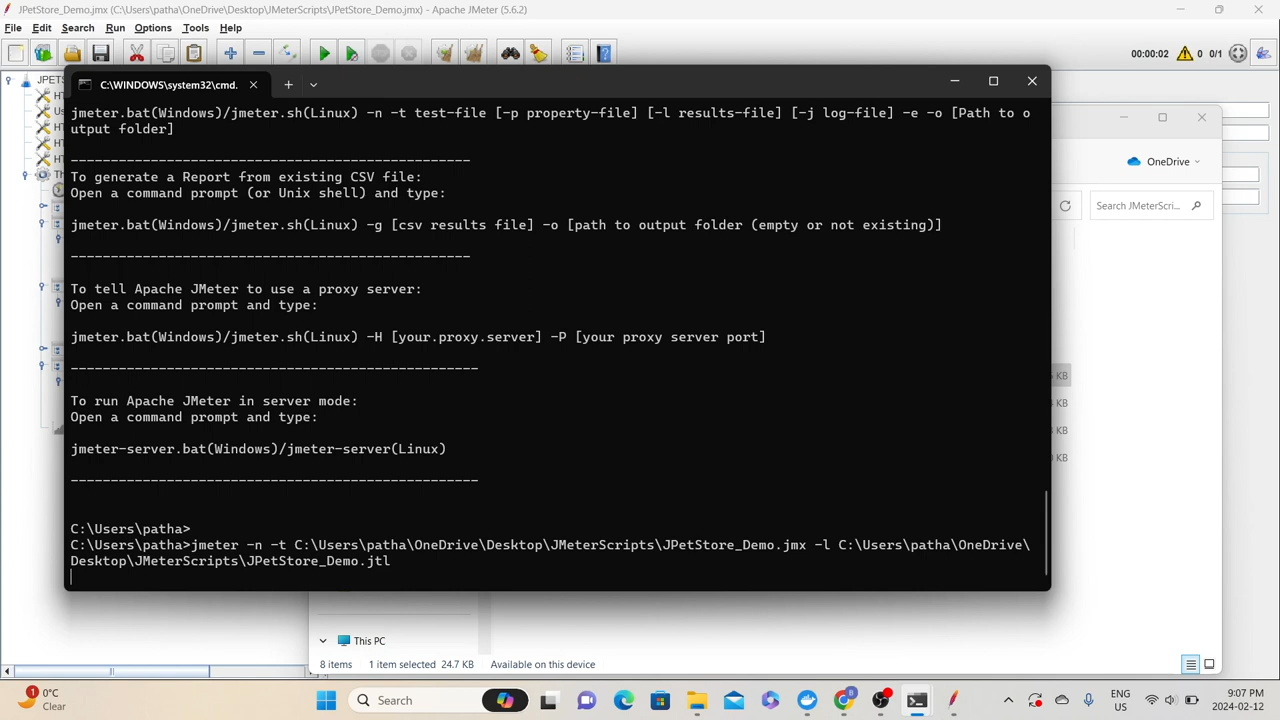 JPetStore_Demo.jmx (C:\Users\patha\OneDrive\Desktop\JMeterScripts\JPetStore_Demo.jmx) - Apache JMeter (5.6.2)
File Edit Search Run Options Tools Help
00:00:02 0 0/1
JPETS
C:\WINDOWS\system32\cmd.
jmeter.bat(Windows)/jmeter.sh(Linux) -n -t test-file [-p property-file] [-l results-file] [-j log-file] -e -o [Path to o
utput folder]
---------------------------------------------------
To generate a Report from existing CSV file:
Open a command prompt (or Unix shell) and type:
jmeter.bat(Windows)/jmeter.sh(Linux) -g [csv results file] -o [path to output folder (empty or not existing)]
---------------------------------------------------
To tell Apache JMeter to use a proxy server:
Open a command prompt and type:
jmeter.bat(Windows)/jmeter.sh(Linux) -H [your.proxy.server] -P [your proxy server port]
----------------------------------------------------
To run Apache JMeter in server mode:
Open a command prompt and type:
jmeter-server.bat(Windows)/jmeter-server(Linux)
----------------------------------------------------
C:\Users\patha>
C:\Users\patha>jmeter -n -t C:\Users\patha\OneDrive\Desktop\JMeterScripts\JPetStore_Demo.jmx -l C:\Users\patha\OneDrive\
Desktop\JMeterScripts\JPetStore_Demo.jtl
OneDrive
Search JMeterScri...
KB
KB
KB
KB
This PC
8 items 1 item selected 24.7 KB Available on this device
0°C
Clear
Search
ENG
US
9:07 PM
2024-02-12